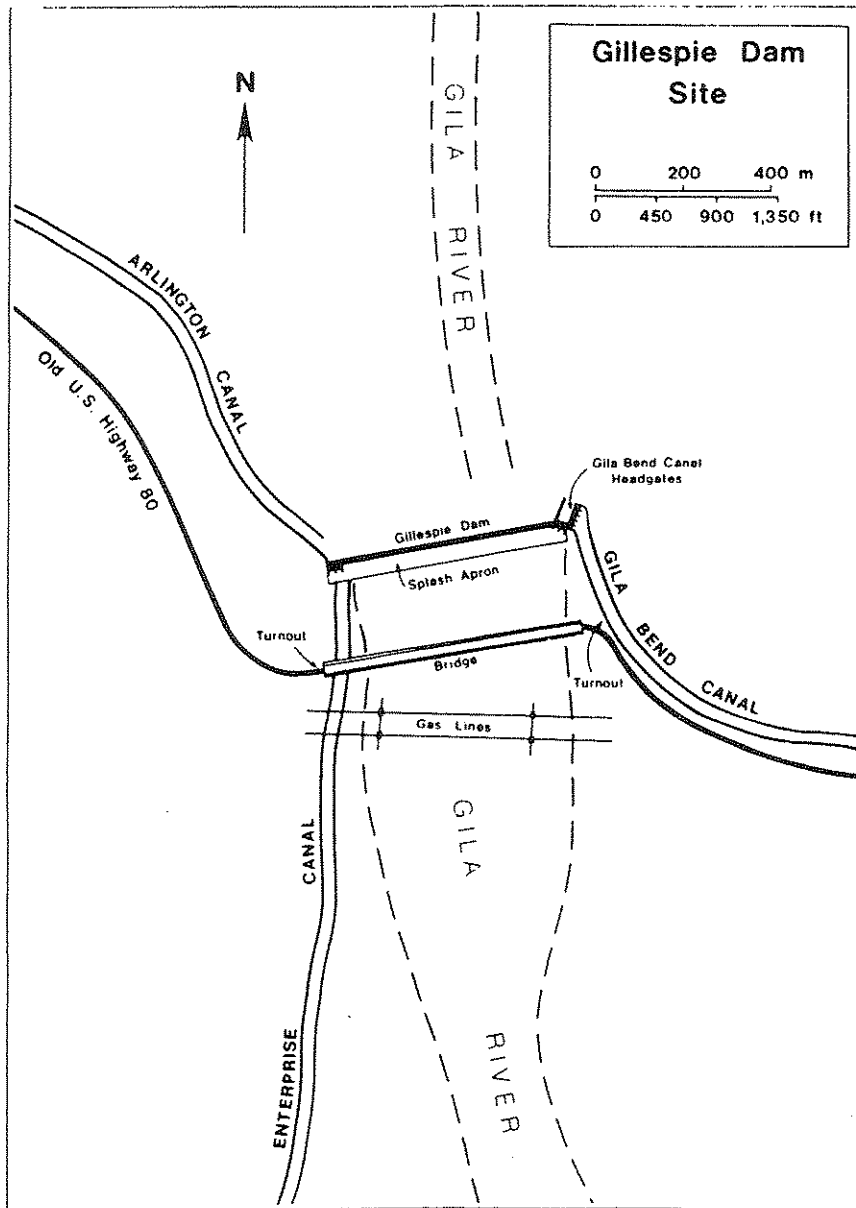 Gillespie Dam
Site
0 200 400 m
0 450 900 1,350 ft
N
GILA RIVER
ARLINGTON CANAL
Old U.S. Highway 80
Gila Bend Canal
Headgates
Gillespie Dam
Splash Apron
GILA BEND CANAL
Turnout
Bridge
Turnout
Gas Lines
GILA RIVER
ENTERPRISE CANAL